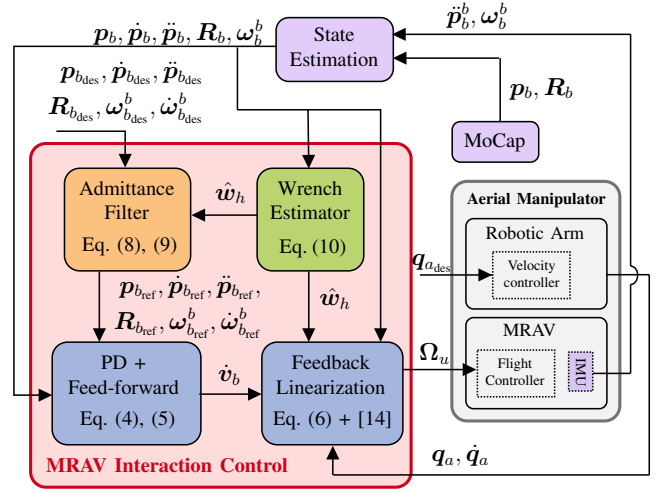 p_b, ṗ_b, p̈_b, R_b, ω_b^b
State
Estimation
p̈_b^b, ω_b^b
p_{b_des}, ṗ_{b_des}, p̈_{b_des}
R_{b_des}, ω_{b_des}^b, ω̇_{b_des}^b
p_b, R_b
MoCap
Admittance
Filter
Eq. (8), (9)
ŵ_h
Wrench
Estimator
Eq. (10)
Aerial Manipulator
Robotic Arm
q_{a_des}
Velocity
controller
p_{b_ref}, ṗ_{b_ref}, p̈_{b_ref},
R_{b_ref}, ω_{b_ref}^b, ω̇_{b_ref}^b
ŵ_h
MRAV
Flight
Controller
IMU
Ω_u
PD +
Feed-forward
Eq. (4), (5)
v̇_b
Feedback
Linearization
Eq. (6) + [14]
MRAV Interaction Control
q_a, q̇_a